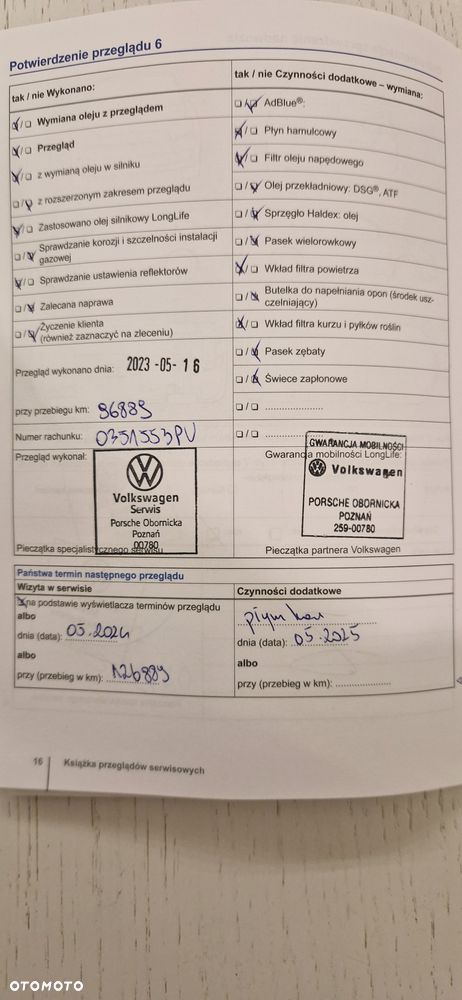 Potwierdzenie przeglądu 6
tak / nie Wykonano:
☑/☐ Wymiana oleju z przeglądem
☑/☐ Przegląd
☑/☐ z wymianą oleju w silniku
☐/☑ z rozszerzonym zakresem przeglądu
☑/☐ Zastosowano olej silnikowy LongLife
☐/☑ Sprawdzanie korozji i szczelności instalacji
gazowej
☑/☐ Sprawdzanie ustawienia reflektorów
☐/☑ Zalecana naprawa
☐/☑ Życzenie klienta
(również zaznaczyć na zleceniu)
Przegląd wykonano dnia: 2023 -05- 16
przy przebiegu km: 96889
Numer rachunku: 0351553PV
Przegląd wykonał:
Volkswagen
Serwis
Porsche Obornicka
Poznań
00780
Pieczątka specjalistycznego serwisu
tak / nie Czynności dodatkowe – wymiana:
☐/☑ AdBlue®:
☑/☐ Płyn hamulcowy
☑/☐ Filtr oleju napędowego
☐/☑ Olej przekładniowy: DSG®, ATF
☐/☑ Sprzęgło Haldex: olej
☐/☑ Pasek wielorowkowy
☑/☐ Wkład filtra powietrza
☐/☑ Butelka do napełniania opon (środek usz-
czelniający)
☑/☐ Wkład filtra kurzu i pyłków roślin
☐/☑ Pasek zębaty
☐/☑ Świece zapłonowe
☐/☐ ......................
☐/☐ ......................
GWARANCJA MOBILNOŚCI
Gwarancja mobilności LongLife:
Volkswagen
PORSCHE OBORNICKA
POZNAŃ
259-00780
Pieczątka partnera Volkswagen
Państwa termin następnego przeglądu
Wizyta w serwisie
☒na podstawie wyświetlacza terminów przeglądu
albo
dnia (data): 05.2024
albo
przy (przebieg w km): 126889
Czynności dodatkowe
płyn ham
dnia (data): 05.2025
albo
przy (przebieg w km): ..................
16 Książka przeglądów serwisowych
OTOMOTO